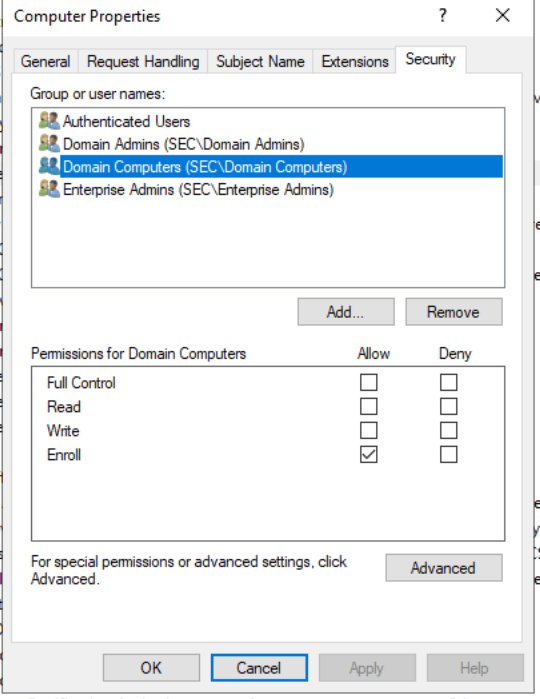 Computer Properties ? ×
General Request Handling Subject Name Extensions Security
Group or user names:
Authenticated Users
Domain Admins (SEC\Domain Admins)
Domain Computers (SEC\Domain Computers)
Enterprise Admins (SEC\Enterprise Admins)
Add... Remove
Permissions for Domain Computers Allow Deny
Full Control
Read
Write
Enroll
For special permissions or advanced settings, click
Advanced.
Advanced
OK Cancel Apply Help